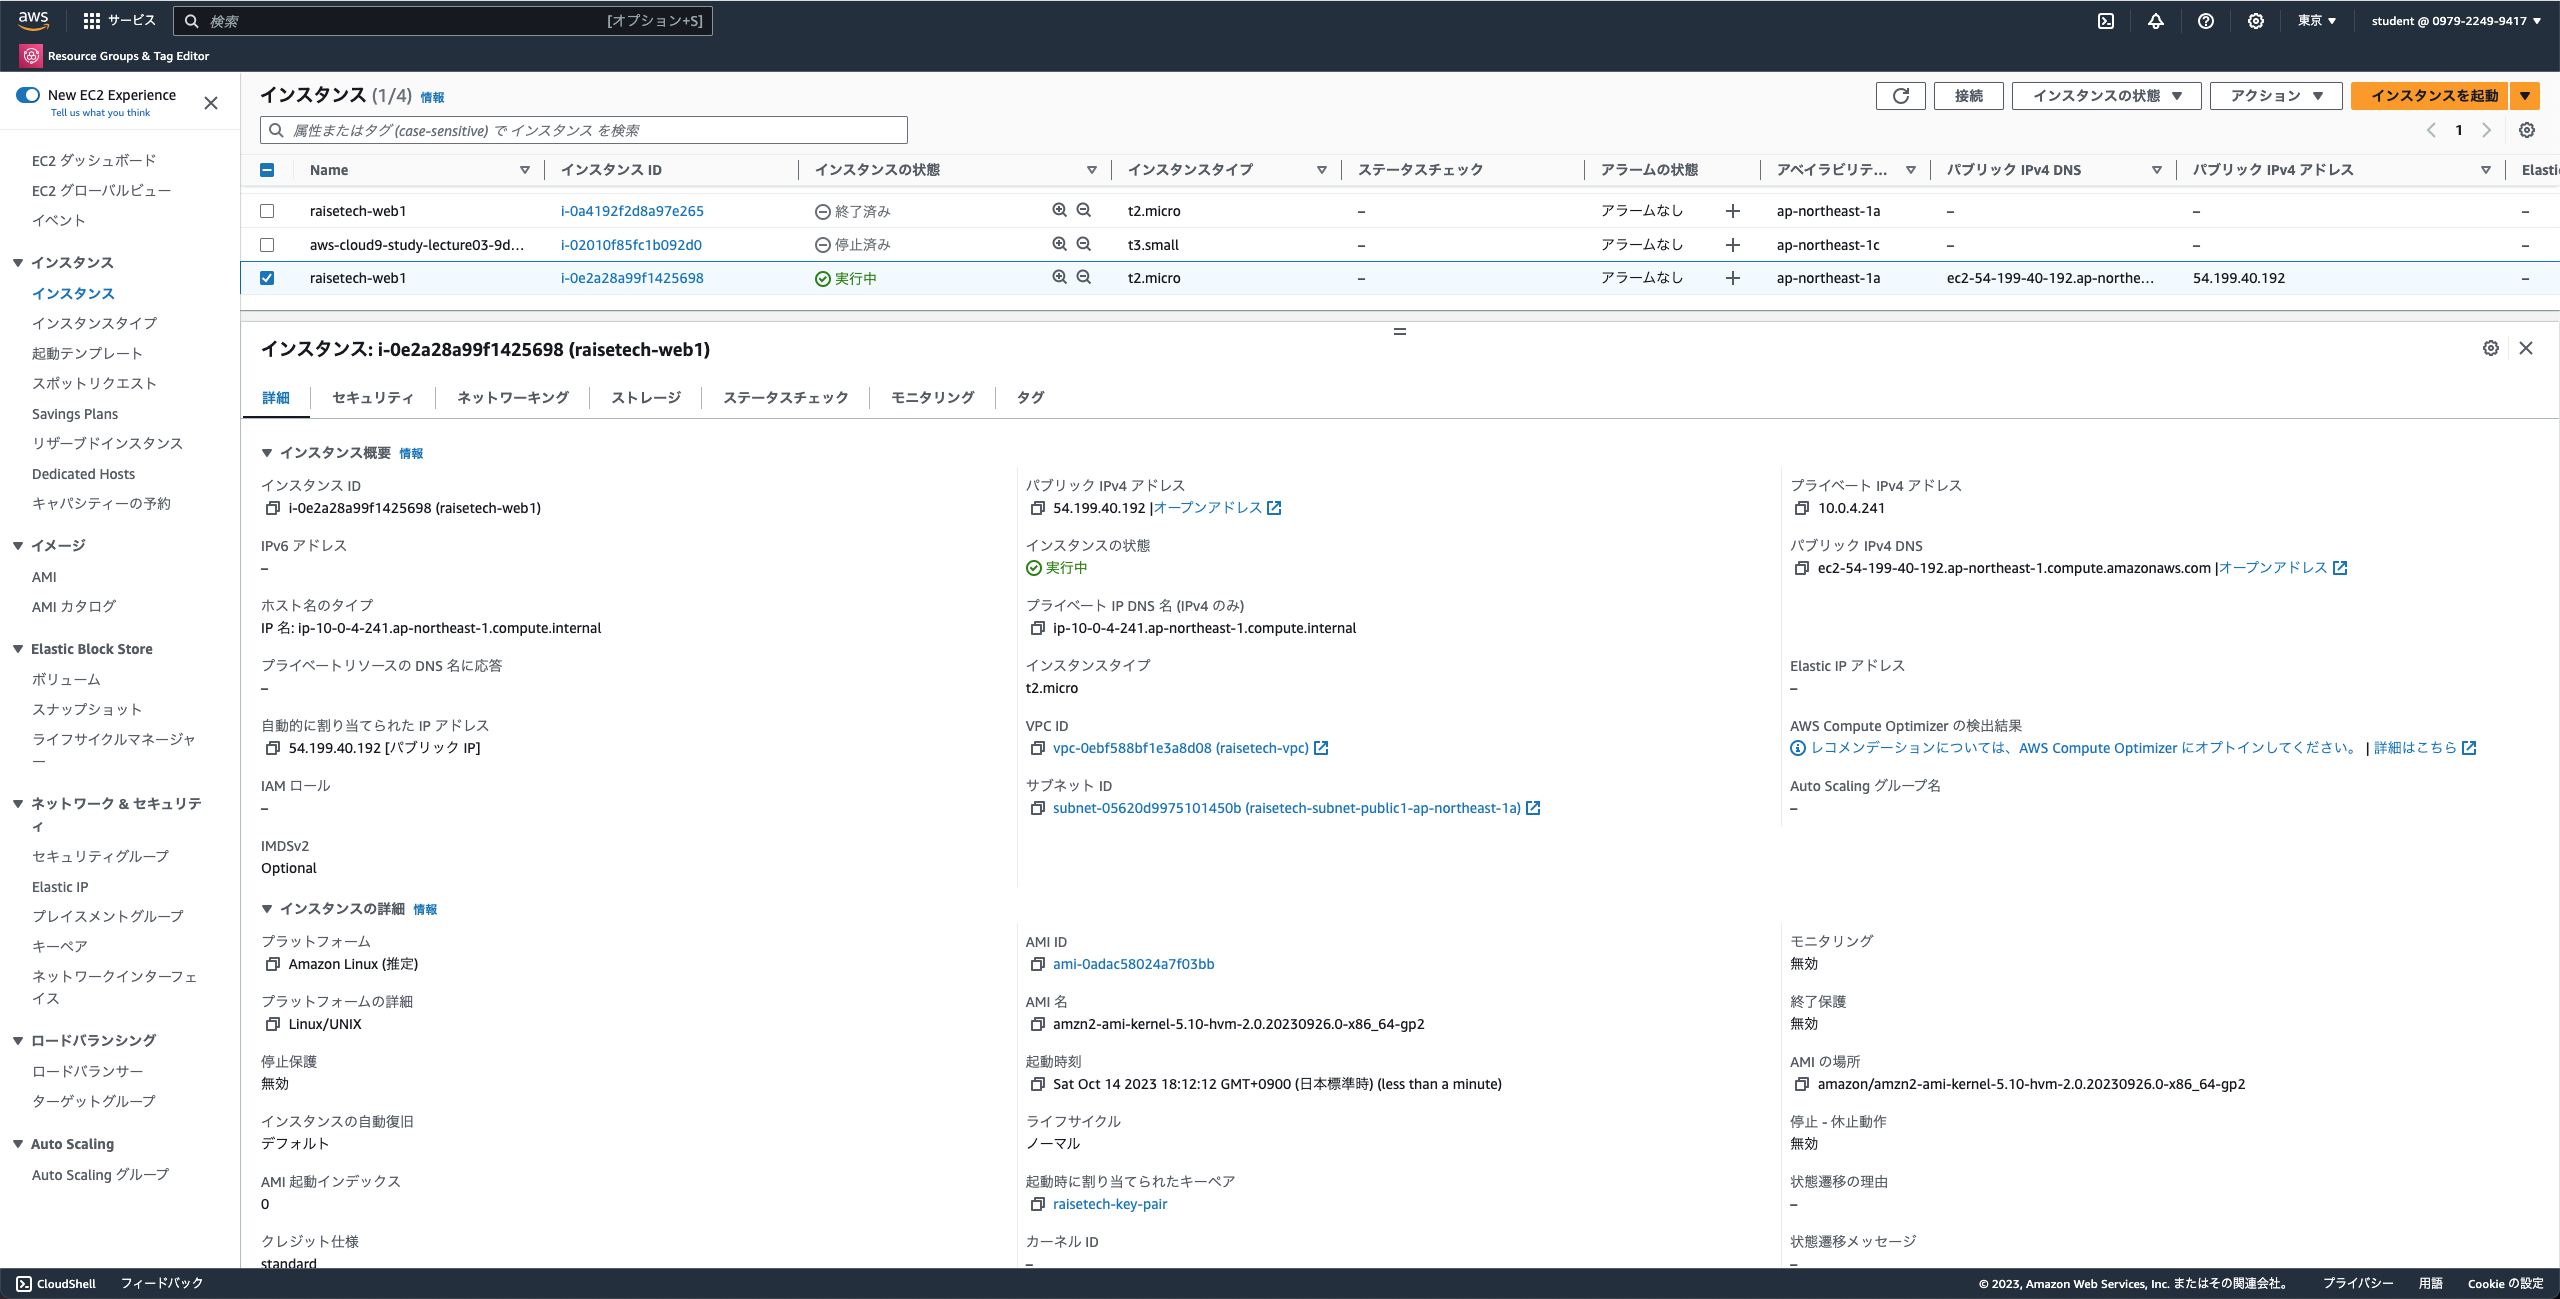 aws
サービス
検索
[オプション+S]
東京
student @ 0979-2249-9417
Resource Groups & Tag Editor
New EC2 Experience
Tell us what you think
EC2 ダッシュボード
EC2 グローバルビュー
イベント
インスタンス
インスタンス
インスタンスタイプ
起動テンプレート
スポットリクエスト
Savings Plans
リザーブドインスタンス
Dedicated Hosts
キャパシティーの予約
イメージ
AMI
AMI カタログ
Elastic Block Store
ボリューム
スナップショット
ライフサイクルマネージャ
ー
ネットワーク & セキュリテ
ィ
セキュリティグループ
Elastic IP
プレイスメントグループ
キーペア
ネットワークインターフェ
イス
ロードバランシング
ロードバランサー
ターゲットグループ
Auto Scaling
Auto Scaling グループ
インスタンス (1/4) 情報
接続
インスタンスの状態
アクション
インスタンスを起動
属性またはタグ (case-sensitive) で インスタンス を検索
1
Name インスタンス ID インスタンスの状態 インスタンスタイプ ステータスチェック アラームの状態 アベイラビリテ... パブリック IPv4 DNS パブリック IPv4 アドレス Elasti
raisetech-web1 i-0a4192f2d8a97e265 終了済み t2.micro – アラームなし + ap-northeast-1a – – –
aws-cloud9-study-lecture03-9d... i-02010f85fc1b092d0 停止済み t3.small – アラームなし + ap-northeast-1c – – –
raisetech-web1 i-0e2a28a99f1425698 実行中 t2.micro – アラームなし + ap-northeast-1a ec2-54-199-40-192.ap-northe... 54.199.40.192 –
インスタンス: i-0e2a28a99f1425698 (raisetech-web1)
詳細 セキュリティ ネットワーキング ストレージ ステータスチェック モニタリング タグ
インスタンス概要 情報
インスタンス ID
i-0e2a28a99f1425698 (raisetech-web1)
パブリック IPv4 アドレス
54.199.40.192 |オープンアドレス
プライベート IPv4 アドレス
10.0.4.241
IPv6 アドレス
–
インスタンスの状態
実行中
パブリック IPv4 DNS
ec2-54-199-40-192.ap-northeast-1.compute.amazonaws.com |オープンアドレス
ホスト名のタイプ
IP 名: ip-10-0-4-241.ap-northeast-1.compute.internal
プライベート IP DNS 名 (IPv4 のみ)
ip-10-0-4-241.ap-northeast-1.compute.internal
プライベートリソースの DNS 名に応答
–
インスタンスタイプ
t2.micro
Elastic IP アドレス
–
自動的に割り当てられた IP アドレス
54.199.40.192 [パブリック IP]
VPC ID
vpc-0ebf588bf1e3a8d08 (raisetech-vpc)
AWS Compute Optimizer の検出結果
レコメンデーションについては、AWS Compute Optimizer にオプトインしてください。 | 詳細はこちら
IAM ロール
–
サブネット ID
subnet-05620d9975101450b (raisetech-subnet-public1-ap-northeast-1a)
Auto Scaling グループ名
–
IMDSv2
Optional
インスタンスの詳細 情報
プラットフォーム
Amazon Linux (推定)
AMI ID
ami-0adac58024a7f03bb
モニタリング
無効
プラットフォームの詳細
Linux/UNIX
AMI 名
amzn2-ami-kernel-5.10-hvm-2.0.20230926.0-x86_64-gp2
終了保護
無効
停止保護
無効
起動時刻
Sat Oct 14 2023 18:12:12 GMT+0900 (日本標準時) (less than a minute)
AMI の場所
amazon/amzn2-ami-kernel-5.10-hvm-2.0.20230926.0-x86_64-gp2
インスタンスの自動復旧
デフォルト
ライフサイクル
ノーマル
停止 - 休止動作
無効
AMI 起動インデックス
0
起動時に割り当てられたキーペア
raisetech-key-pair
状態遷移の理由
–
クレジット仕様
standard
カーネル ID
–
状態遷移メッセージ
–
CloudShell フィードバック
© 2023, Amazon Web Services, Inc. またはその関連会社。 プライバシー 用語 Cookie の設定